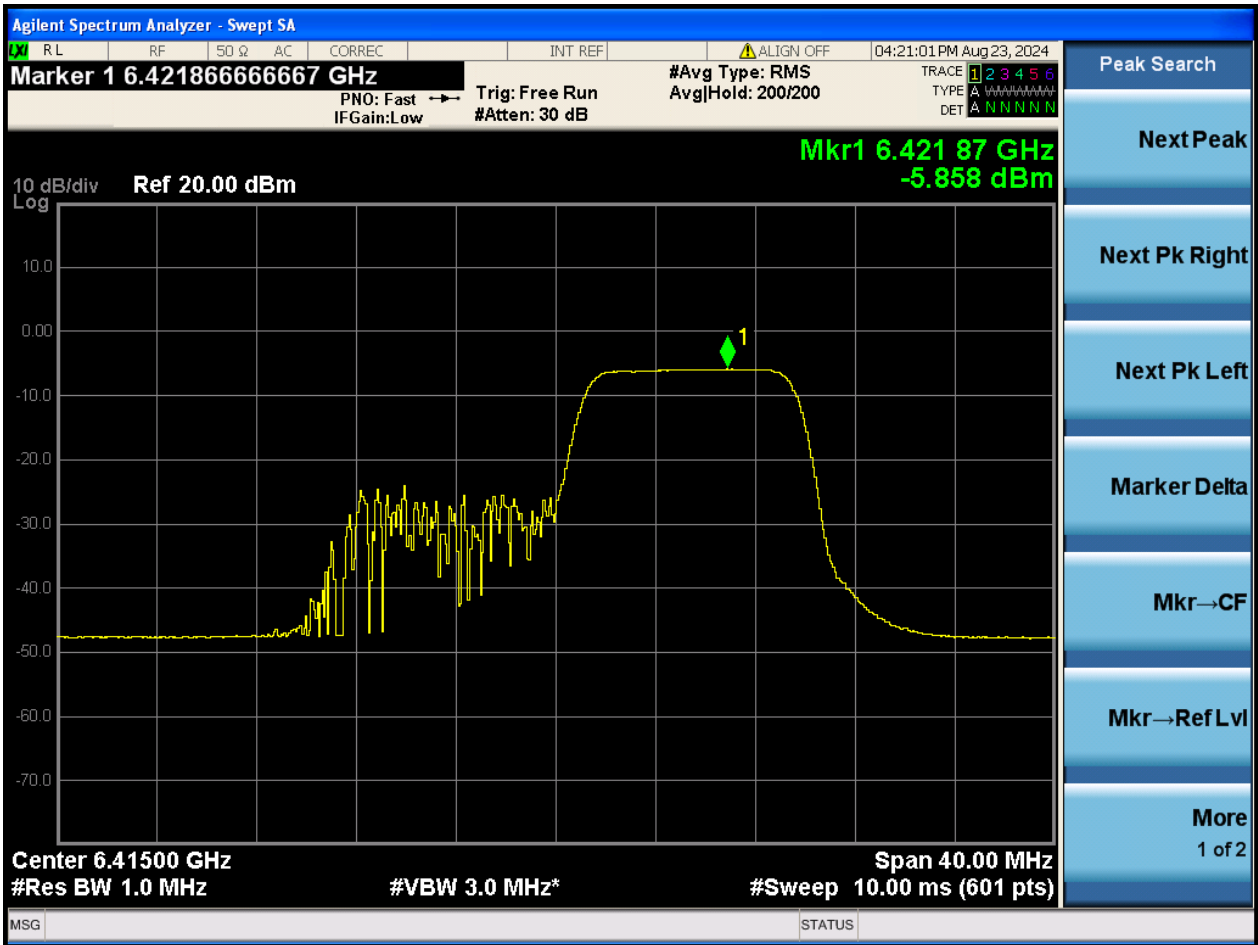 Agilent Spectrum Analyzer - Swept SA
LXI RL RF 50 Ω AC CORREC INT REF ALIGN OFF 04:21:01 PM Aug 23, 2024
Marker 1 6.421866666667 GHz
PNO: Fast
IFGain:Low
Trig: Free Run
#Atten: 30 dB
#Avg Type: RMS
Avg|Hold: 200/200
TRACE 1 2 3 4 5 6
TYPE A WWWWW
DET A N N N N N
Mkr1 6.421 87 GHz
-5.858 dBm
10 dB/div Ref 20.00 dBm
Log
10.0
0.00
-10.0
-20.0
-30.0
-40.0
-50.0
-60.0
-70.0
1
Center 6.41500 GHz Span 40.00 MHz
#Res BW 1.0 MHz #VBW 3.0 MHz* #Sweep 10.00 ms (601 pts)
MSG STATUS
Peak Search
Next Peak
Next Pk Right
Next Pk Left
Marker Delta
Mkr→CF
Mkr→Ref Lvl
More
1 of 2